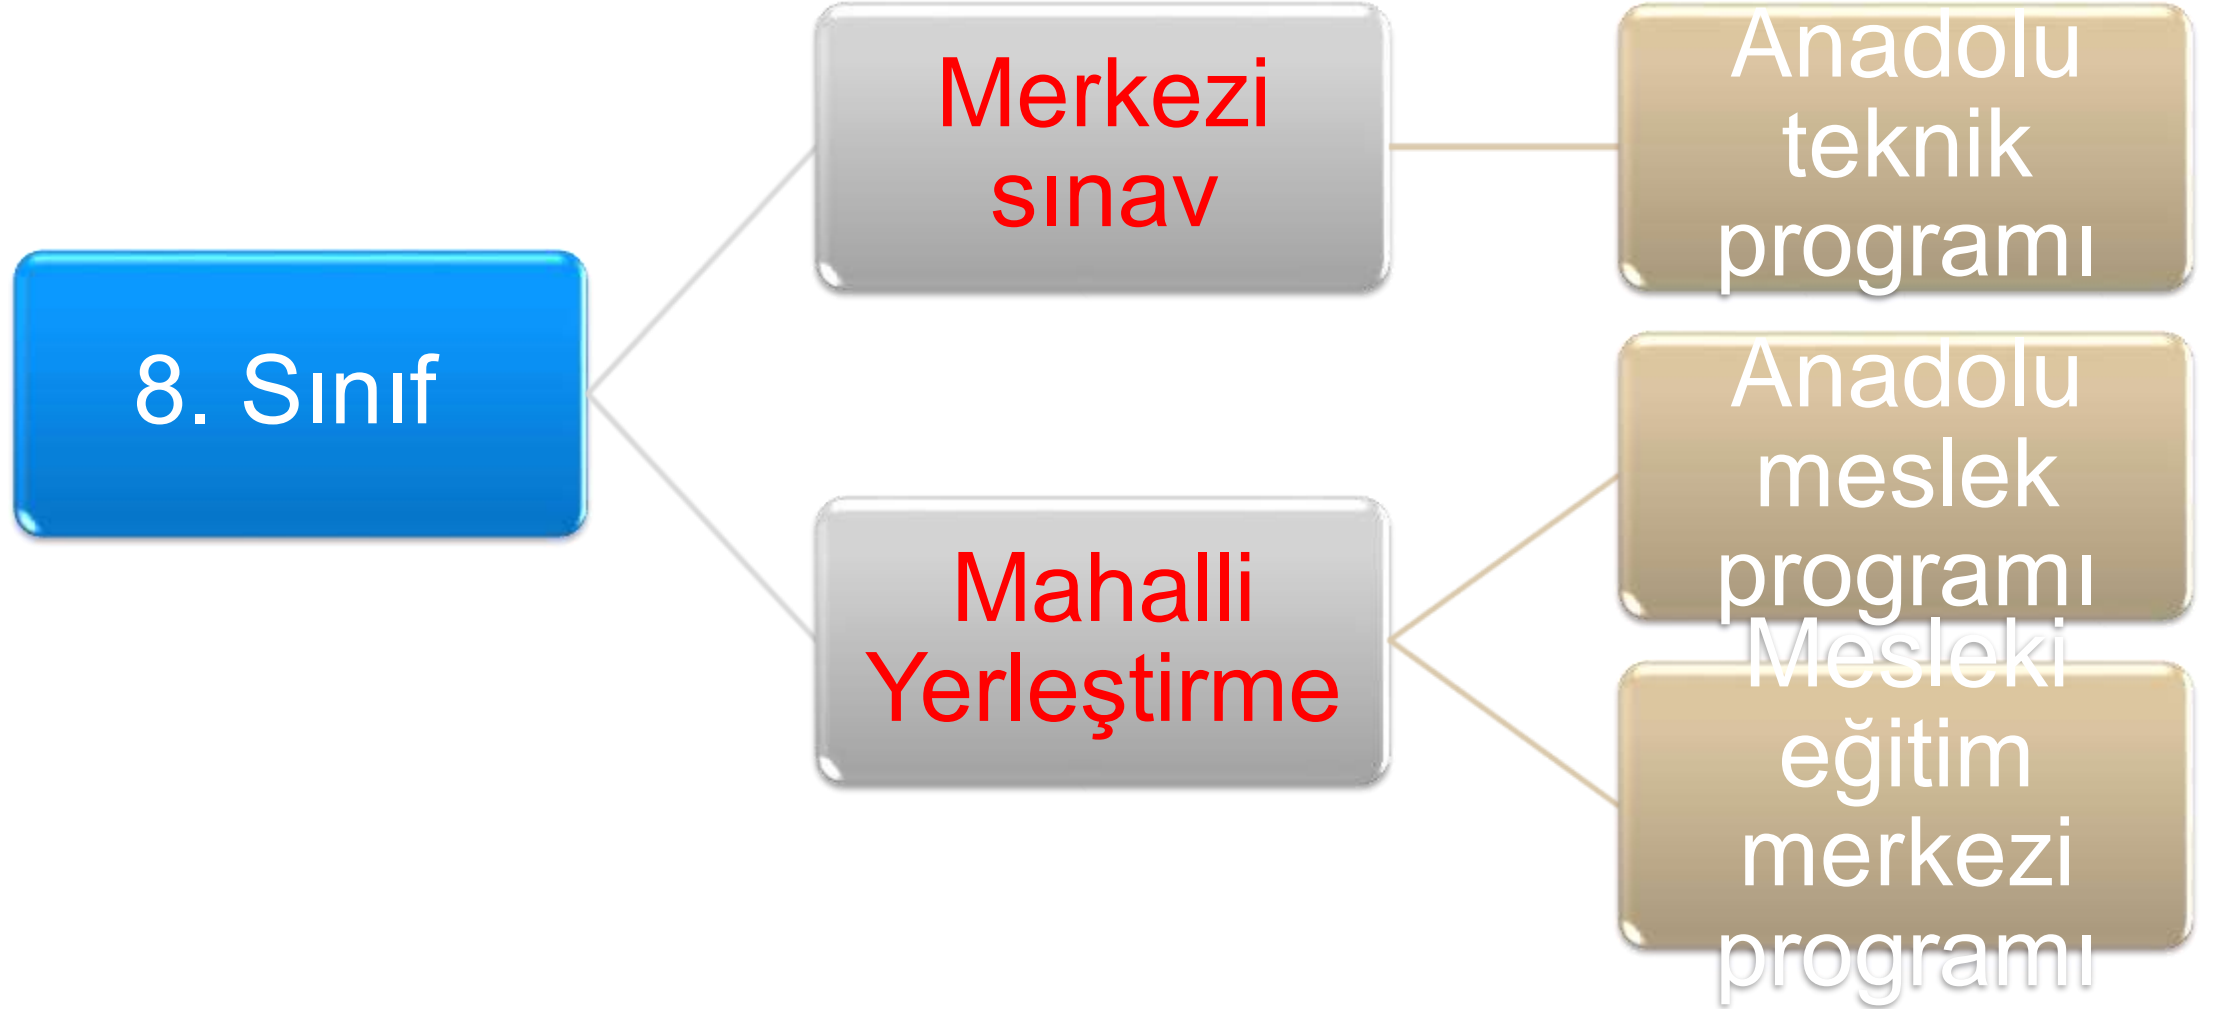 8. Sınıf
Merkezi
sınav
Anadolu
teknik
programı
Mahalli
Yerleştirme
Anadolu
meslek
programı
Mesleki
eğitim
merkezi
programı